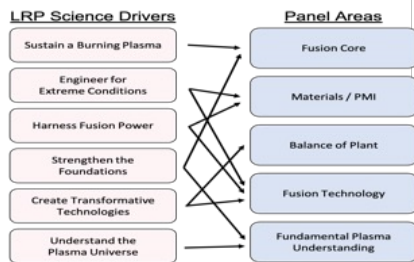 LRP Science Drivers
Panel Areas
Sustain a Burning Plasma
Engineer for
Extreme Conditions
Harness Fusion Power
Strengthen the
Foundations
Create Transformative
Technologies
Understand the
Plasma Universe
Fusion Core
Materials / PMI
Balance of Plant
Fusion Technology
Fundamental Plasma
Understanding